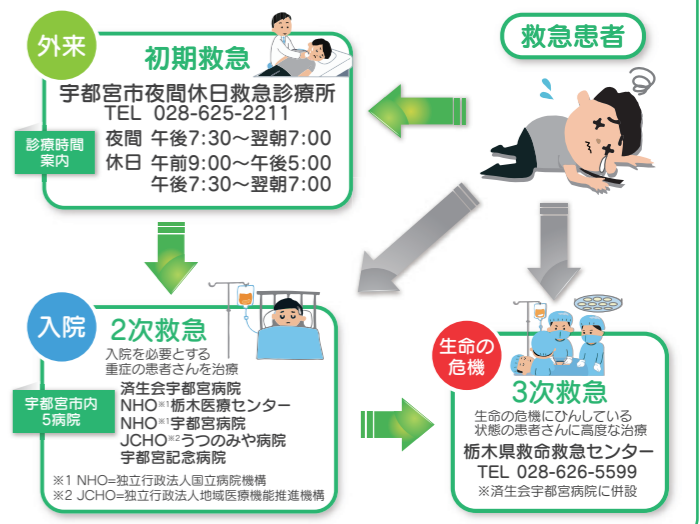 外来
初期救急
宇都宮市夜間休日救急診療所
TEL 028-625-2211
診療時間
案内
夜間 午後7:30～翌朝7:00
休日 午前9:00～午後5:00
午後7:30～翌朝7:00
救急患者
入院
2次救急
入院を必要とする
重症の患者さんを治療
宇都宮市内
5病院
済生会宇都宮病院
NHO※1栃木医療センター
NHO※1宇都宮病院
JCHO※2うつのみや病院
宇都宮記念病院
※1 NHO=独立行政法人国立病院機構
※2 JCHO=独立行政法人地域医療機能推進機構
生命の
危機
3次救急
生命の危機にひんしている
状態の患者さんに高度な治療
栃木県救命救急センター
TEL 028-626-5599
※済生会宇都宮病院に併設